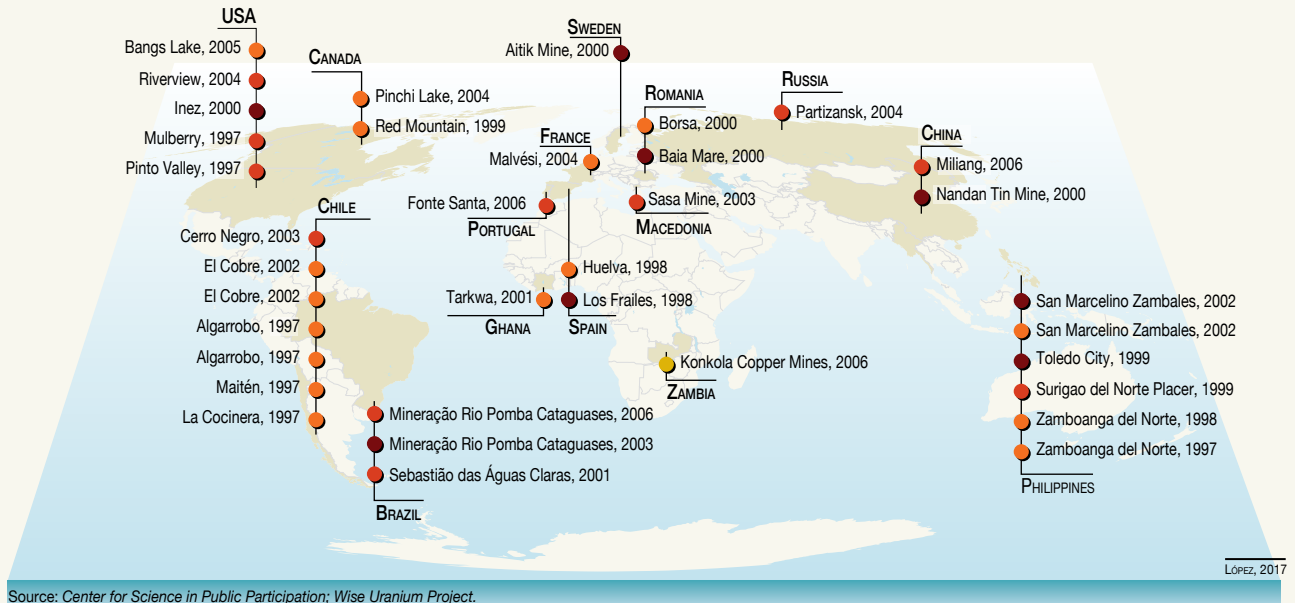 USA
Bangs Lake, 2005
Riverview, 2004
Inez, 2000
Mulberry, 1997
Pinto Valley, 1997
CANADA
Pinchi Lake, 2004
Red Mountain, 1999
SWEDEN
Aitik Mine, 2000
ROMANIA
Borsa, 2000
Baia Mare, 2000
FRANCE
Malvési, 2004
RUSSIA
Partizansk, 2004
CHINA
Miliang, 2006
Nandan Tin Mine, 2000
Fonte Santa, 2006
PORTUGAL
Sasa Mine, 2003
MACEDONIA
CHILE
Cerro Negro, 2003
El Cobre, 2002
El Cobre, 2002
Algarrobo, 1997
Algarrobo, 1997
Maitén, 1997
La Cocinera, 1997
Huelva, 1998
Los Frailes, 1998
SPAIN
Tarkwa, 2001
GHANA
Konkola Copper Mines, 2006
ZAMBIA
Mineração Rio Pomba Cataguases, 2006
Mineração Rio Pomba Cataguases, 2003
Sebastião das Águas Claras, 2001
BRAZIL
San Marcelino Zambales, 2002
San Marcelino Zambales, 2002
Toledo City, 1999
Surigao del Norte Placer, 1999
Zamboanga del Norte, 1998
Zamboanga del Norte, 1997
PHILIPPINES
LÓPEZ, 2017
Source: Center for Science in Public Participation; Wise Uranium Project.